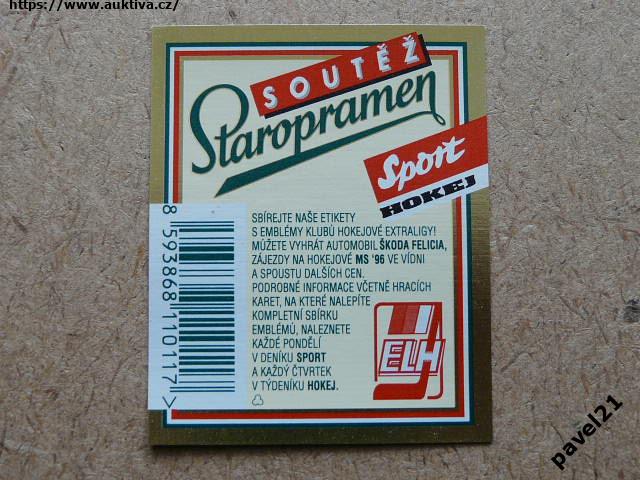 https://www.auktiva.cz/
SOUTĚŽ
Staropramen
Sport
HOKEJ
SBÍREJTE NAŠE ETIKETY
S EMBLÉMY KLUBŮ HOKEJOVÉ EXTRALIGY!
MŮŽETE VYHRÁT AUTOMOBIL ŠKODA FELICIA,
ZÁJEZDY NA HOKEJOVÉ MS '96 VE VÍDNI
A SPOUSTU DALŠÍCH CEN.
PODROBNÉ INFORMACE VČETNĚ HRACÍCH
KARET, NA KTERÉ NALEPÍTE
KOMPLETNÍ SBÍRKU
EMBLÉMŮ, NALEZNETE
KAŽDÉ PONDĚLÍ
V DENÍKU SPORT
A KAŽDÝ ČTVRTEK
V TÝDENÍKU HOKEJ.
ELH
8 593868 110117 >
pavel21